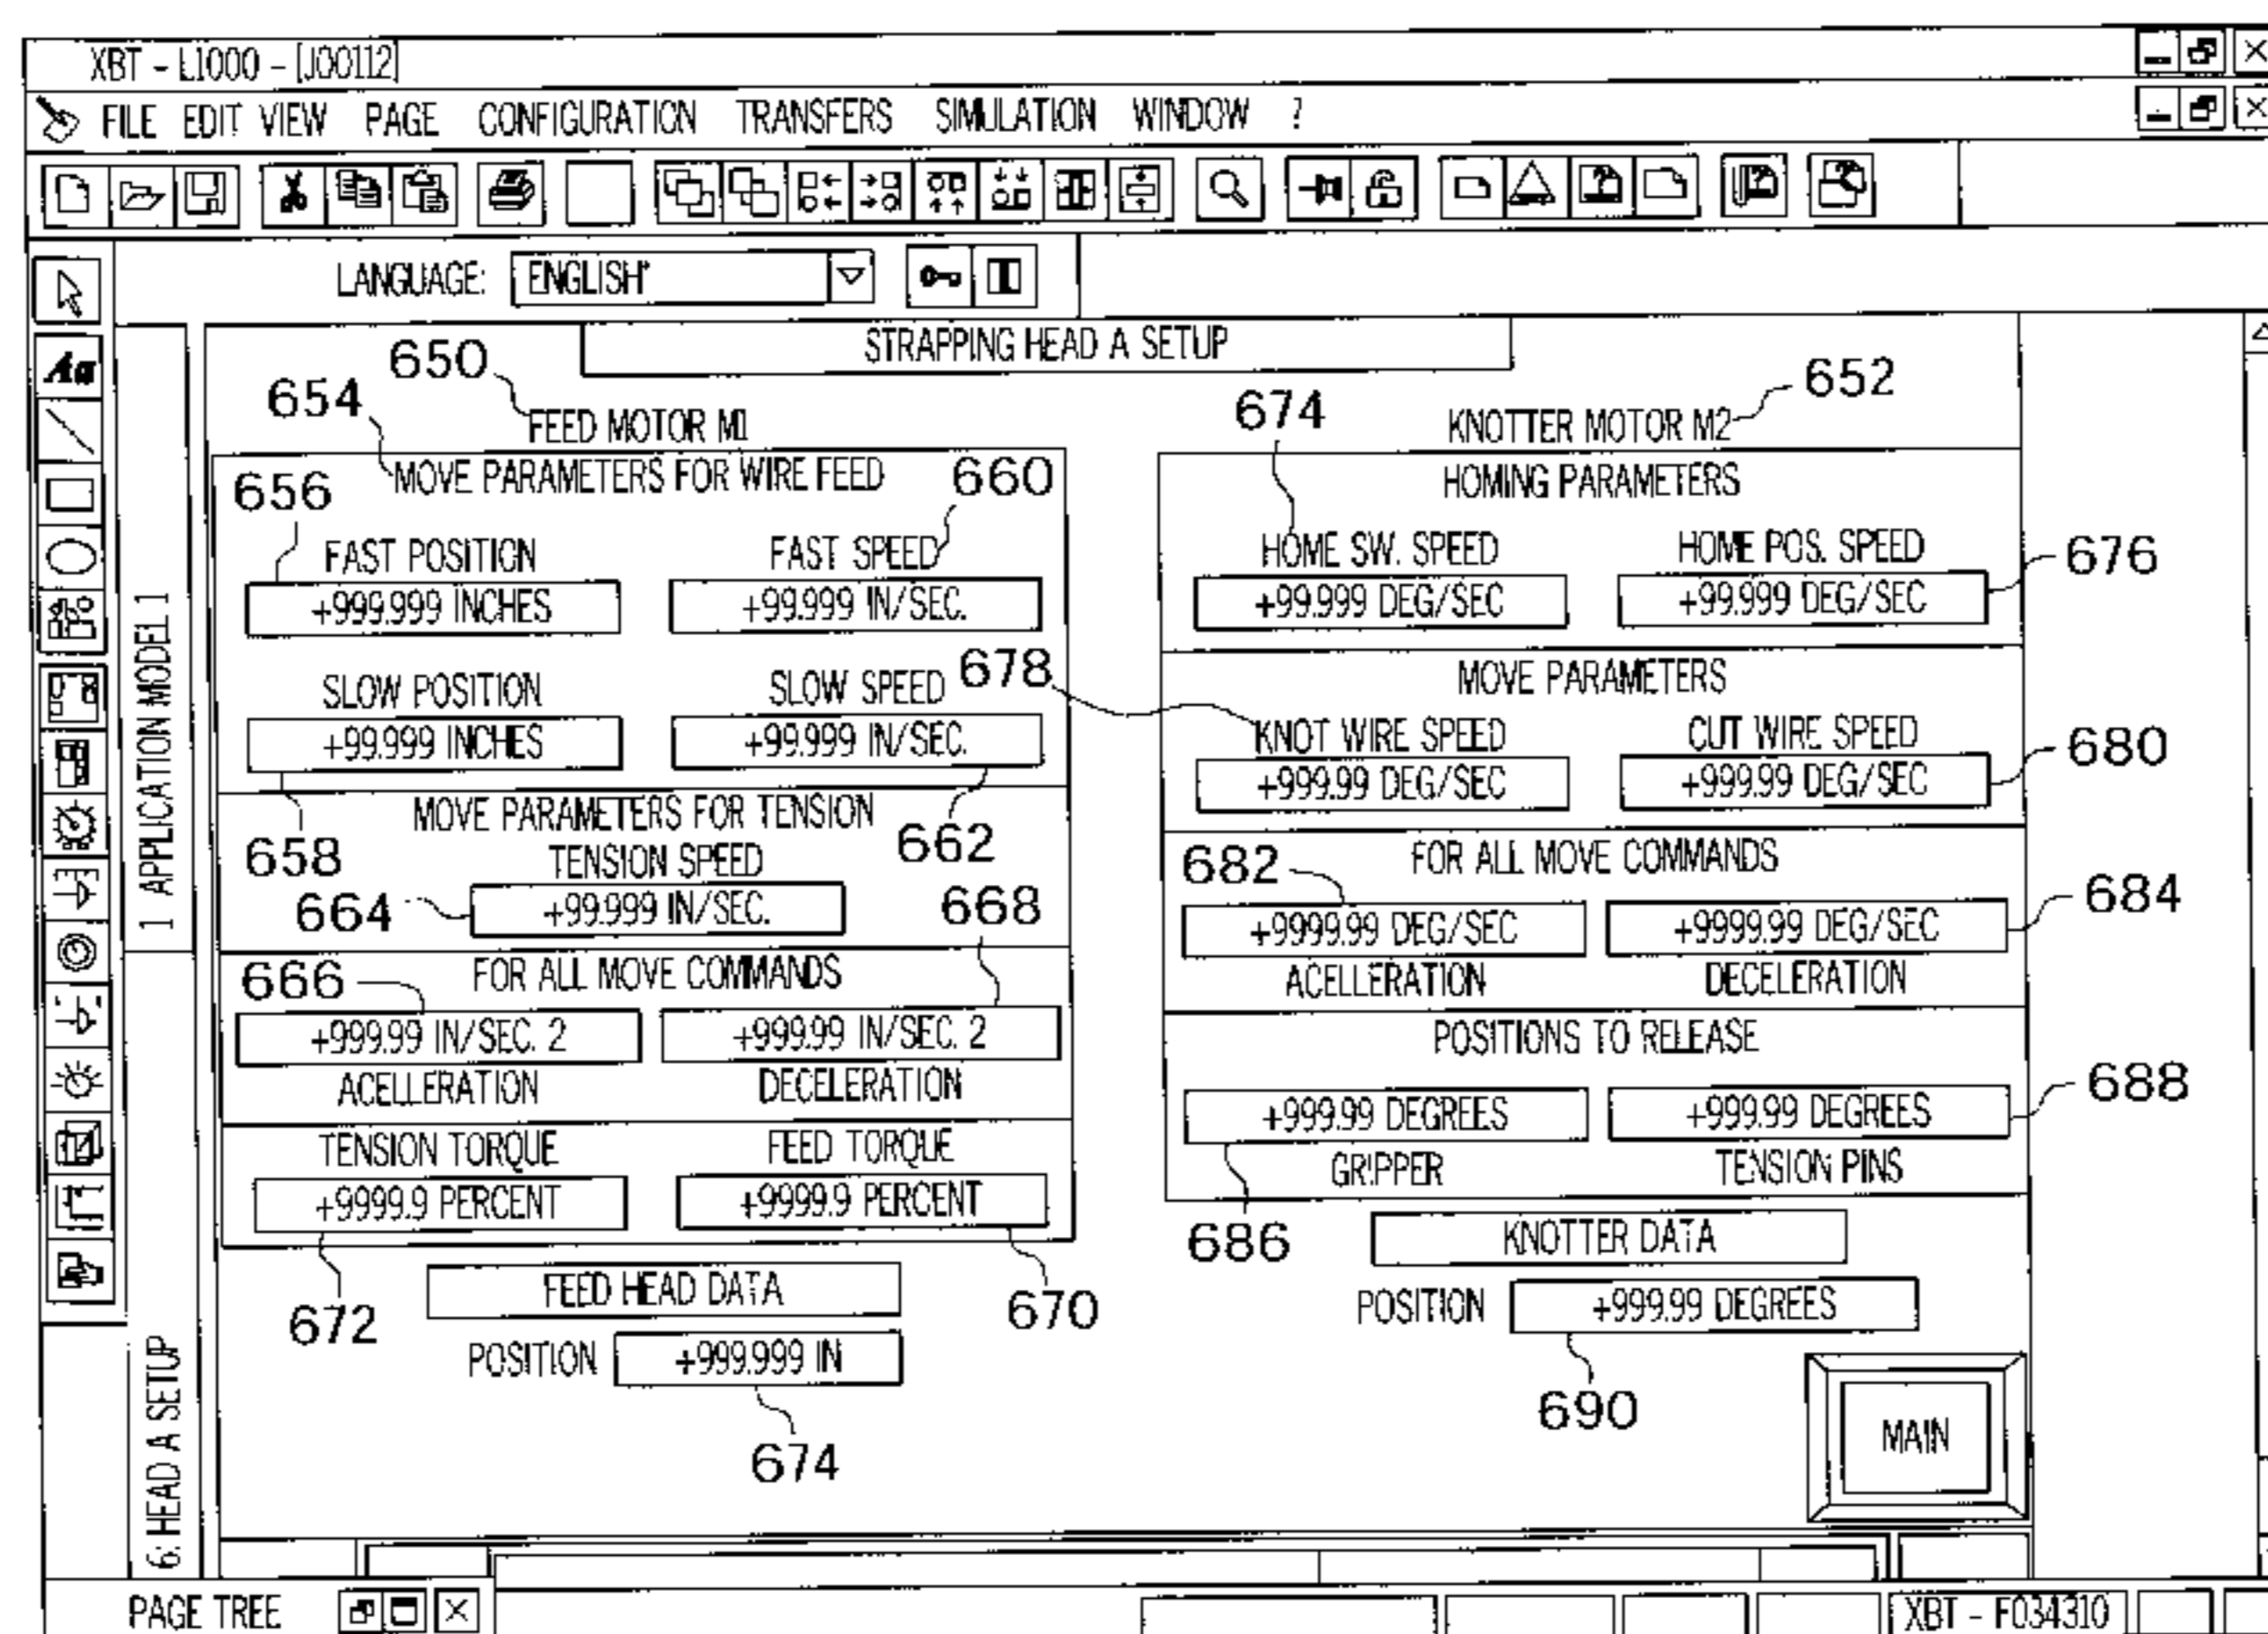 XBT - L1000 - [J00112]
FILE EDIT VIEW PAGE CONFIGURATION TRANSFERS SIMULATION WINDOW ?
LANGUAGE: ENGLISH*
Aa
STRAPPING HEAD A SETUP
650
654
FEED MOTOR M1
MOVE PARAMETERS FOR WIRE FEED
656
660
FAST POSITION FAST SPEED
+999.999 INCHES +99.999 IN/SEC.
SLOW POSITION SLOW SPEED
+99.999 INCHES +99.999 IN/SEC.
658
662
MOVE PARAMETERS FOR TENSION
TENSION SPEED
664
+99.999 IN/SEC.
668
666
FOR ALL MOVE COMMANDS
+999.99 IN/SEC. 2 +999.99 IN/SEC. 2
ACELLERATION DECELERATION
TENSION TORQUE FEED TORQUE
+9999.9 PERCENT +9999.9 PERCENT
672
670
FEED HEAD DATA
POSITION +999.999 IN
674
652
674
KNOTTER MOTOR M2
HOMING PARAMETERS
HOME SW. SPEED HOME POS. SPEED
676
+99.999 DEG/SEC +99.999 DEG/SEC
678
MOVE PARAMETERS
KNOT WIRE SPEED CUT WIRE SPEED
680
+999.99 DEG/SEC +999.99 DEG/SEC
682
FOR ALL MOVE COMMANDS
684
+9999.99 DEG/SEC +9999.99 DEG/SEC
ACELLERATION DECELERATION
POSITIONS TO RELEASE
688
+999.99 DEGREES +999.99 DEGREES
GRIPPER TENSION PINS
686
KNOTTER DATA
POSITION +999.99 DEGREES
690
MAIN
1 APPLICATION MODEL 1
6: HEAD A SETUP
PAGE TREE
XBT - F034310